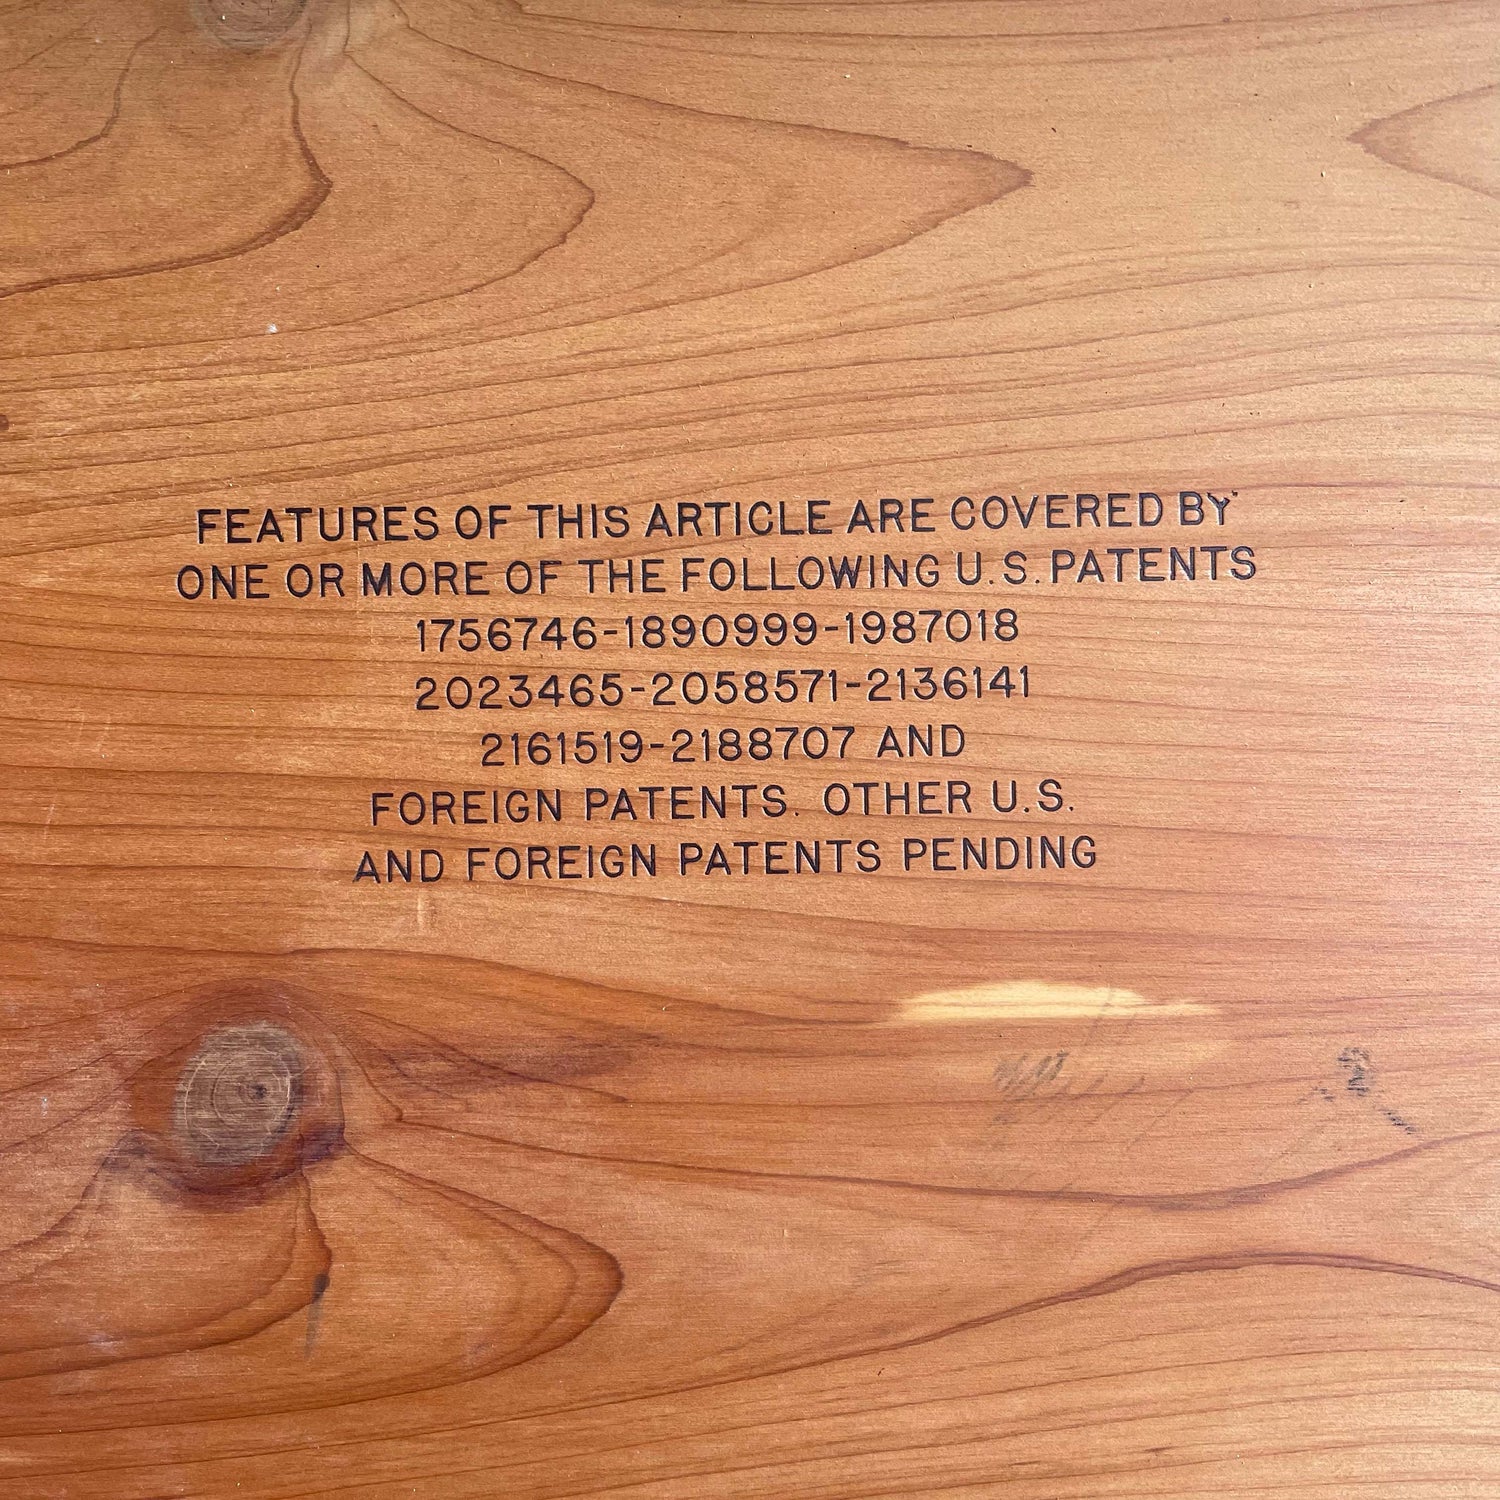 FEATURES OF THIS ARTICLE ARE COVERED BY
ONE OR MORE OF THE FOLLOWING U.S. PATENTS
1756746-1890999-1987018
2023465-2058571-2136141
2161519-2188707 AND
FOREIGN PATENTS. OTHER U.S.
AND FOREIGN PATENTS PENDING